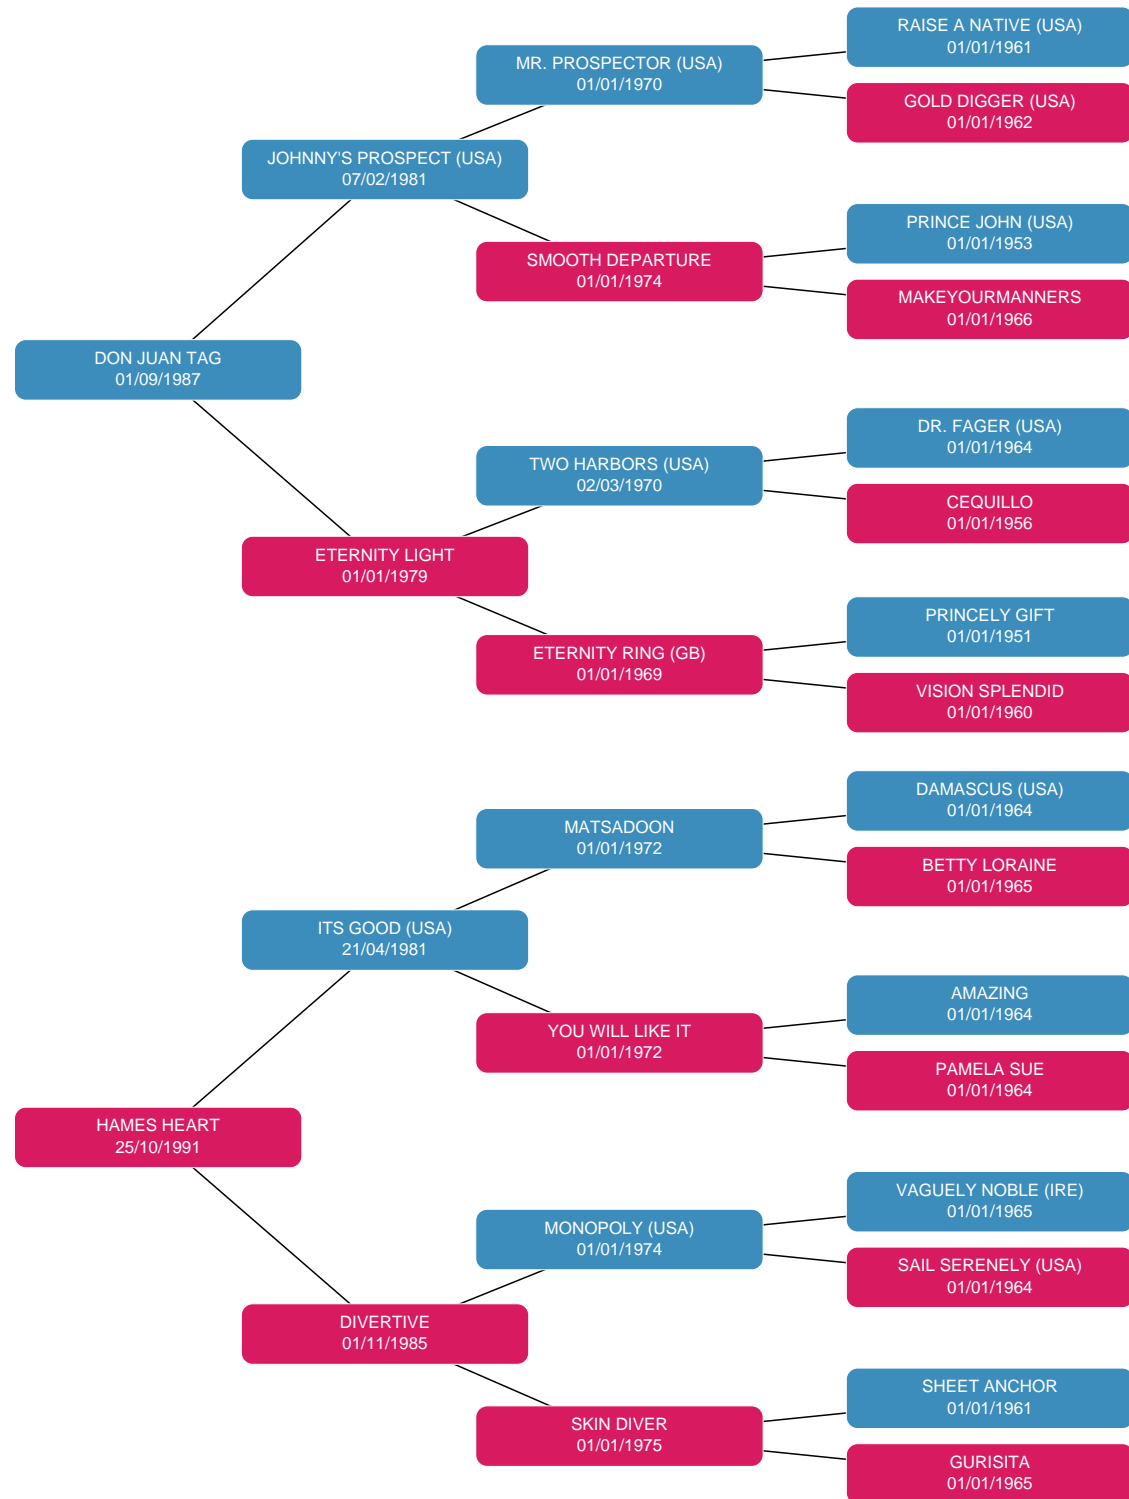 RAISE A NATIVE (USA)
01/01/1961
MR. PROSPECTOR (USA)
01/01/1970
GOLD DIGGER (USA)
01/01/1962
JOHNNY'S PROSPECT (USA)
07/02/1981
PRINCE JOHN (USA)
01/01/1953
SMOOTH DEPARTURE
01/01/1974
MAKEYOURMANNERS
01/01/1966
DON JUAN TAG
01/09/1987
DR. FAGER (USA)
01/01/1964
TWO HARBORS (USA)
02/03/1970
CEQUILLO
01/01/1956
ETERNITY LIGHT
01/01/1979
PRINCELY GIFT
01/01/1951
ETERNITY RING (GB)
01/01/1969
VISION SPLENDID
01/01/1960
DAMASCUS (USA)
01/01/1964
MATSADOON
01/01/1972
BETTY LORAINE
01/01/1965
ITS GOOD (USA)
21/04/1981
AMAZING
01/01/1964
YOU WILL LIKE IT
01/01/1972
PAMELA SUE
01/01/1964
HAMES HEART
25/10/1991
VAGUELY NOBLE (IRE)
01/01/1965
MONOPOLY (USA)
01/01/1974
SAIL SERENELY (USA)
01/01/1964
DIVERTIVE
01/11/1985
SHEET ANCHOR
01/01/1961
SKIN DIVER
01/01/1975
GURISITA
01/01/1965